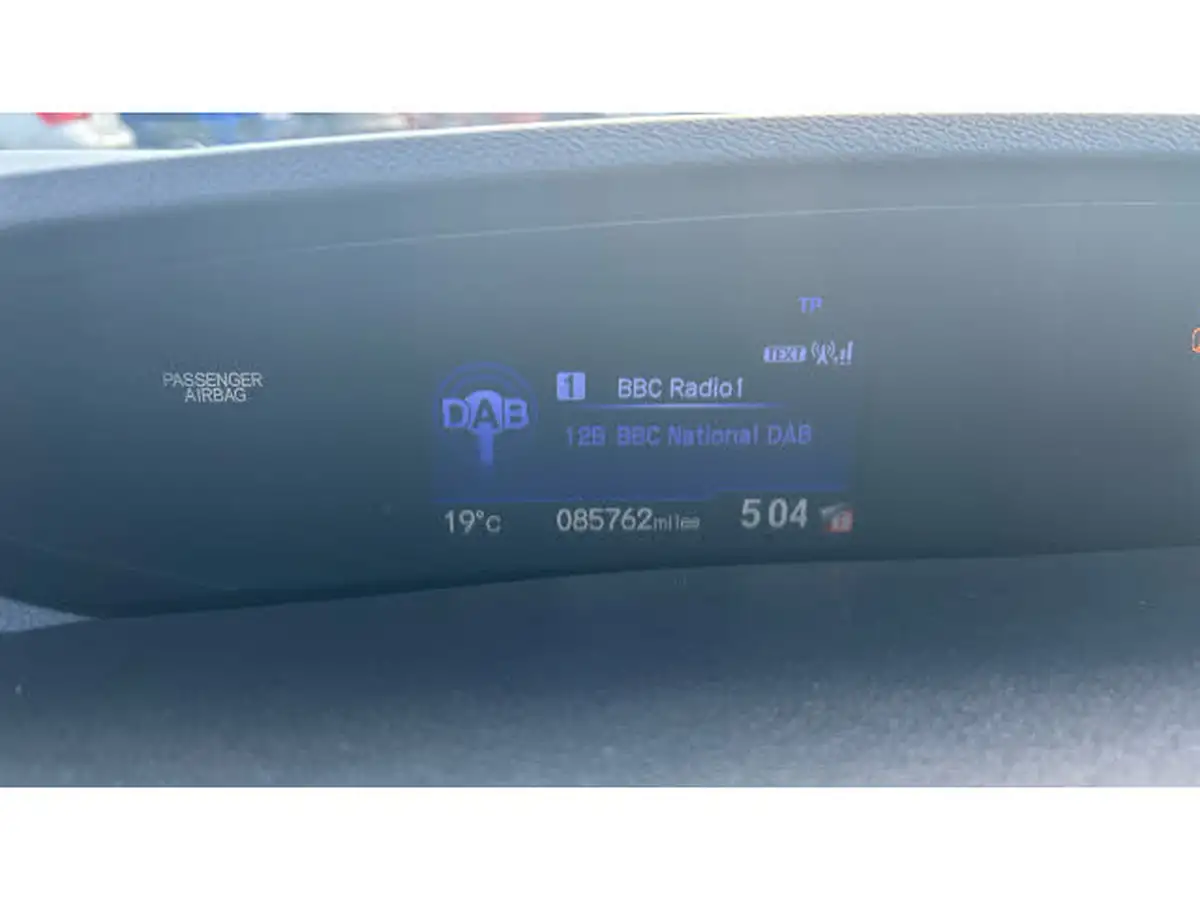 TP
TEXT
PASSENGER
AIRBAG
DAB
1 BBC Radio1
12B BBC National DAB
19°C 085762miles 5 04